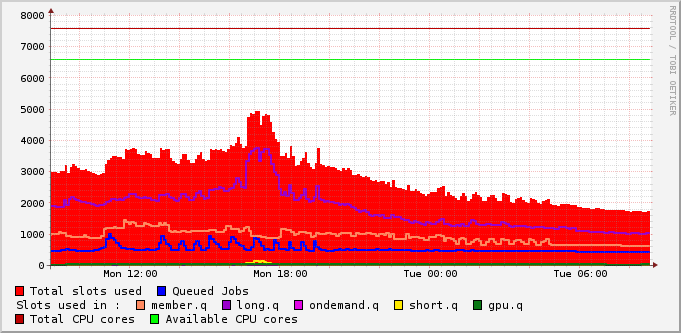 8000
7000
6000
5000
4000
3000
2000
1000
0
Mon 12:00 Mon 18:00 Tue 00:00 Tue 06:00
RRDTOOL / TOBI OETIKER
Total slots used Queued Jobs
Slots used in : member.q long.q ondemand.q short.q gpu.q
Total CPU cores Available CPU cores